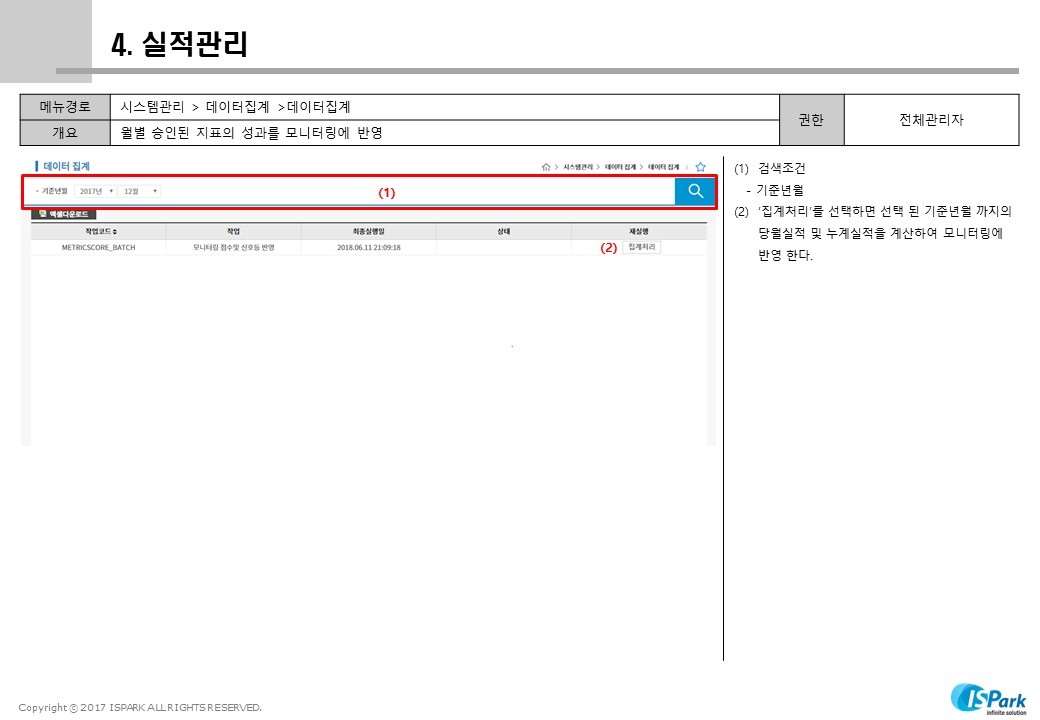 4. 실적관리
메뉴경로
시스템관리 > 데이터집계 >데이터집계
권한
전체관리자
개요
월별 승인된 지표의 성과를 모니터링에 반영
데이터 집계
> 시스템관리 > 데이터 집계 > 데이터 집계
· 기준년월 2017년 12월
(1)
엑셀다운로드
작업코드 작업 최종실행일 상태 재실행
METRICSCORE_BATCH 모니터링 점수및 신호등 반영 2018.06.11 21:09:18 (2) 집계처리
(1) 검색조건
- 기준년월
(2) '집계처리'를 선택하면 선택 된 기준년월 까지의
당월실적 및 누계실적을 계산하여 모니터링에
반영 한다.
Copyright ⓒ 2017 ISPARK ALL RIGHTS RESERVED.
ISPark
infinite solution